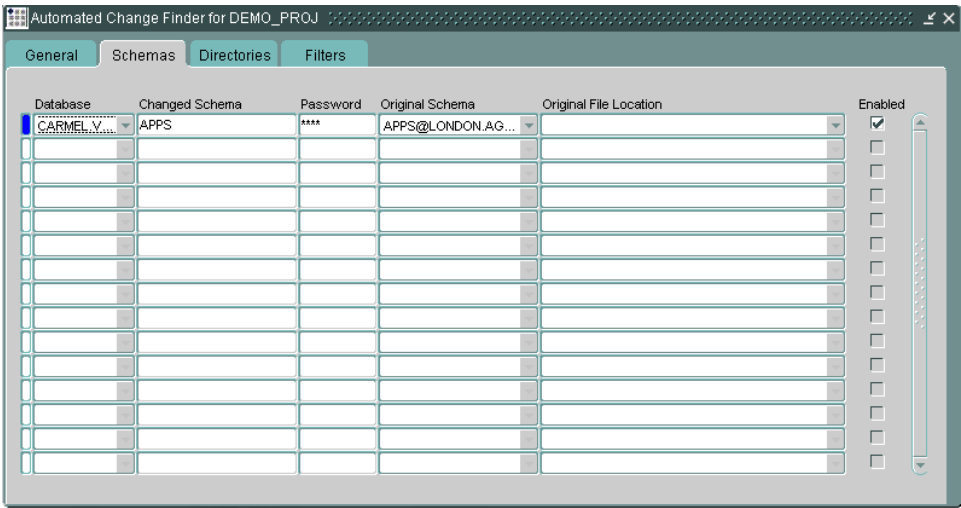 Automated Change Finder for DEMO_PROJ
General Schemas Directories Filters
Database Changed Schema Password Original Schema Original File Location Enabled
CARMEL.V... APPS **** APPS@LONDON.AG...